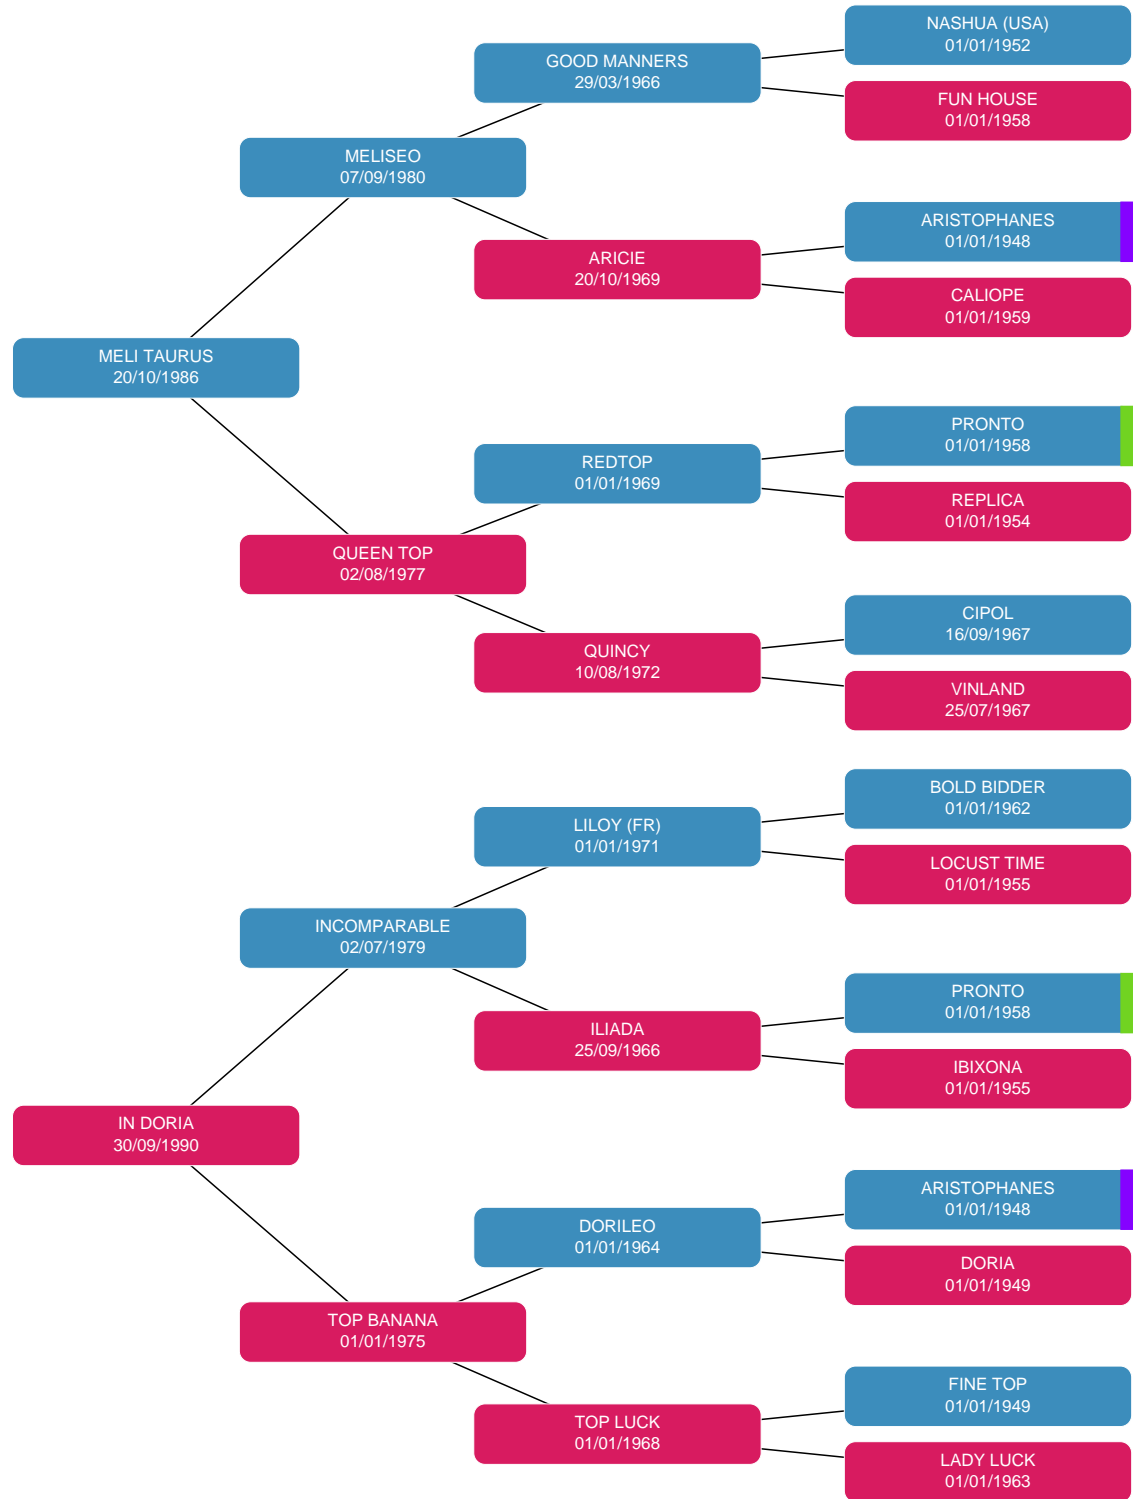 NASHUA (USA)
01/01/1952
GOOD MANNERS
29/03/1966
FUN HOUSE
01/01/1958
MELISEO
07/09/1980
ARISTOPHANES
01/01/1948
ARICIE
20/10/1969
CALIOPE
01/01/1959
MELI TAURUS
20/10/1986
PRONTO
01/01/1958
REDTOP
01/01/1969
REPLICA
01/01/1954
QUEEN TOP
02/08/1977
CIPOL
16/09/1967
QUINCY
10/08/1972
VINLAND
25/07/1967
BOLD BIDDER
01/01/1962
LILOY (FR)
01/01/1971
LOCUST TIME
01/01/1955
INCOMPARABLE
02/07/1979
PRONTO
01/01/1958
ILIADA
25/09/1966
IBIXONA
01/01/1955
IN DORIA
30/09/1990
ARISTOPHANES
01/01/1948
DORILEO
01/01/1964
DORIA
01/01/1949
TOP BANANA
01/01/1975
FINE TOP
01/01/1949
TOP LUCK
01/01/1968
LADY LUCK
01/01/1963